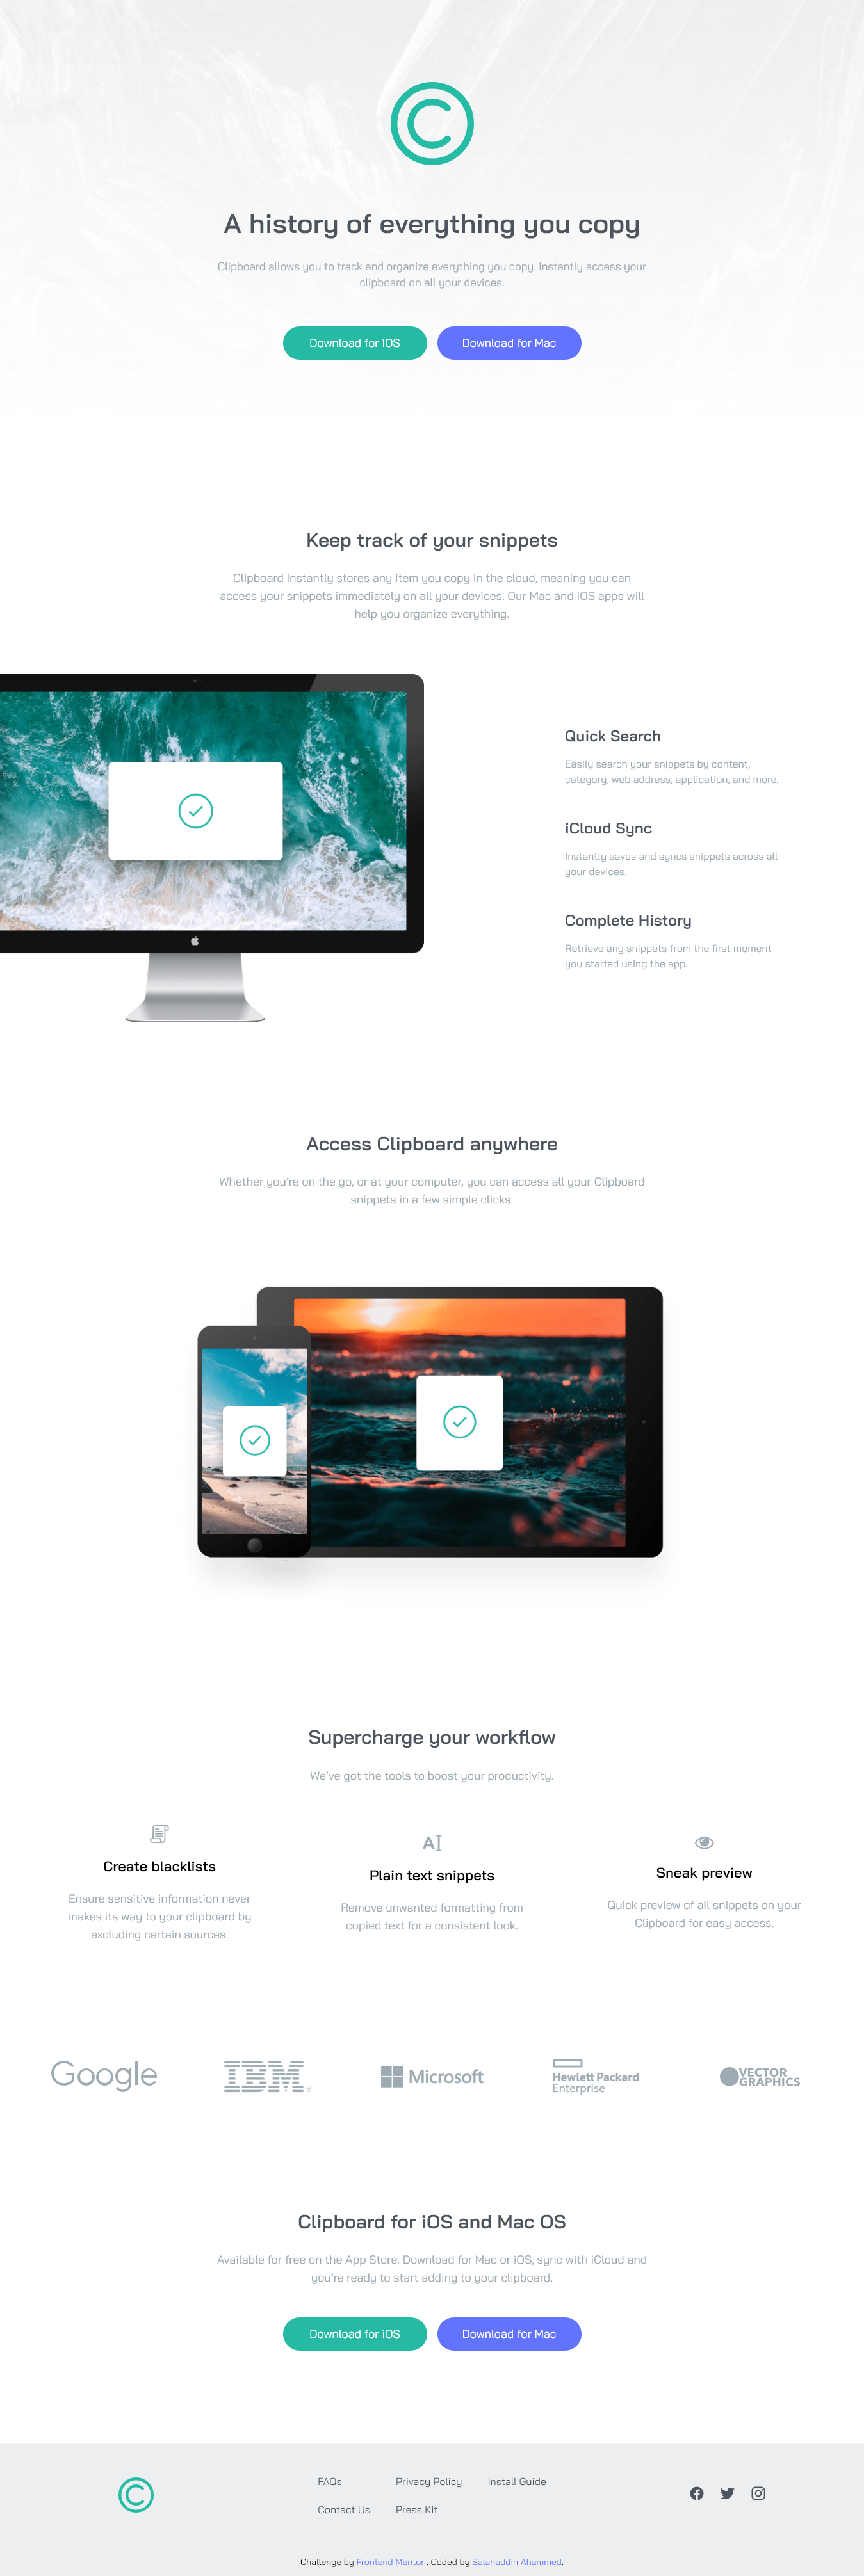 A history of everything you copy
Clipboard allows you to track and organize everything you copy. Instantly access your
clipboard on all your devices.
Download for iOS
Download for Mac
Keep track of your snippets
Clipboard instantly stores any item you copy in the cloud, meaning you can
access your snippets immediately on all your devices. Our Mac and iOS apps will
help you organize everything.
Quick Search
Easily search your snippets by content,
category, web address, application, and more.
iCloud Sync
Instantly saves and syncs snippets across all
your devices.
Complete History
Retrieve any snippets from the first moment
you started using the app.
Access Clipboard anywhere
Whether you're on the go, or at your computer, you can access all your Clipboard
snippets in a few simple clicks.
Supercharge your workflow
We've got the tools to boost your productivity.
Create blacklists
Ensure sensitive information never
makes its way to your clipboard by
excluding certain sources.
Plain text snippets
Remove unwanted formatting from
copied text for a consistent look.
Sneak preview
Quick preview of all snippets on your
Clipboard for easy access.
Google
IBM
Microsoft
Hewlett Packard
Enterprise
VECTOR
GRAPHICS
Clipboard for iOS and Mac OS
Available for free on the App Store. Download for Mac or iOS, sync with iCloud and
you're ready to start adding to your clipboard.
Download for iOS
Download for Mac
FAQs
Privacy Policy
Install Guide
Contact Us
Press Kit
Challenge by Frontend Mentor . Coded by Salahuddin Ahammed.